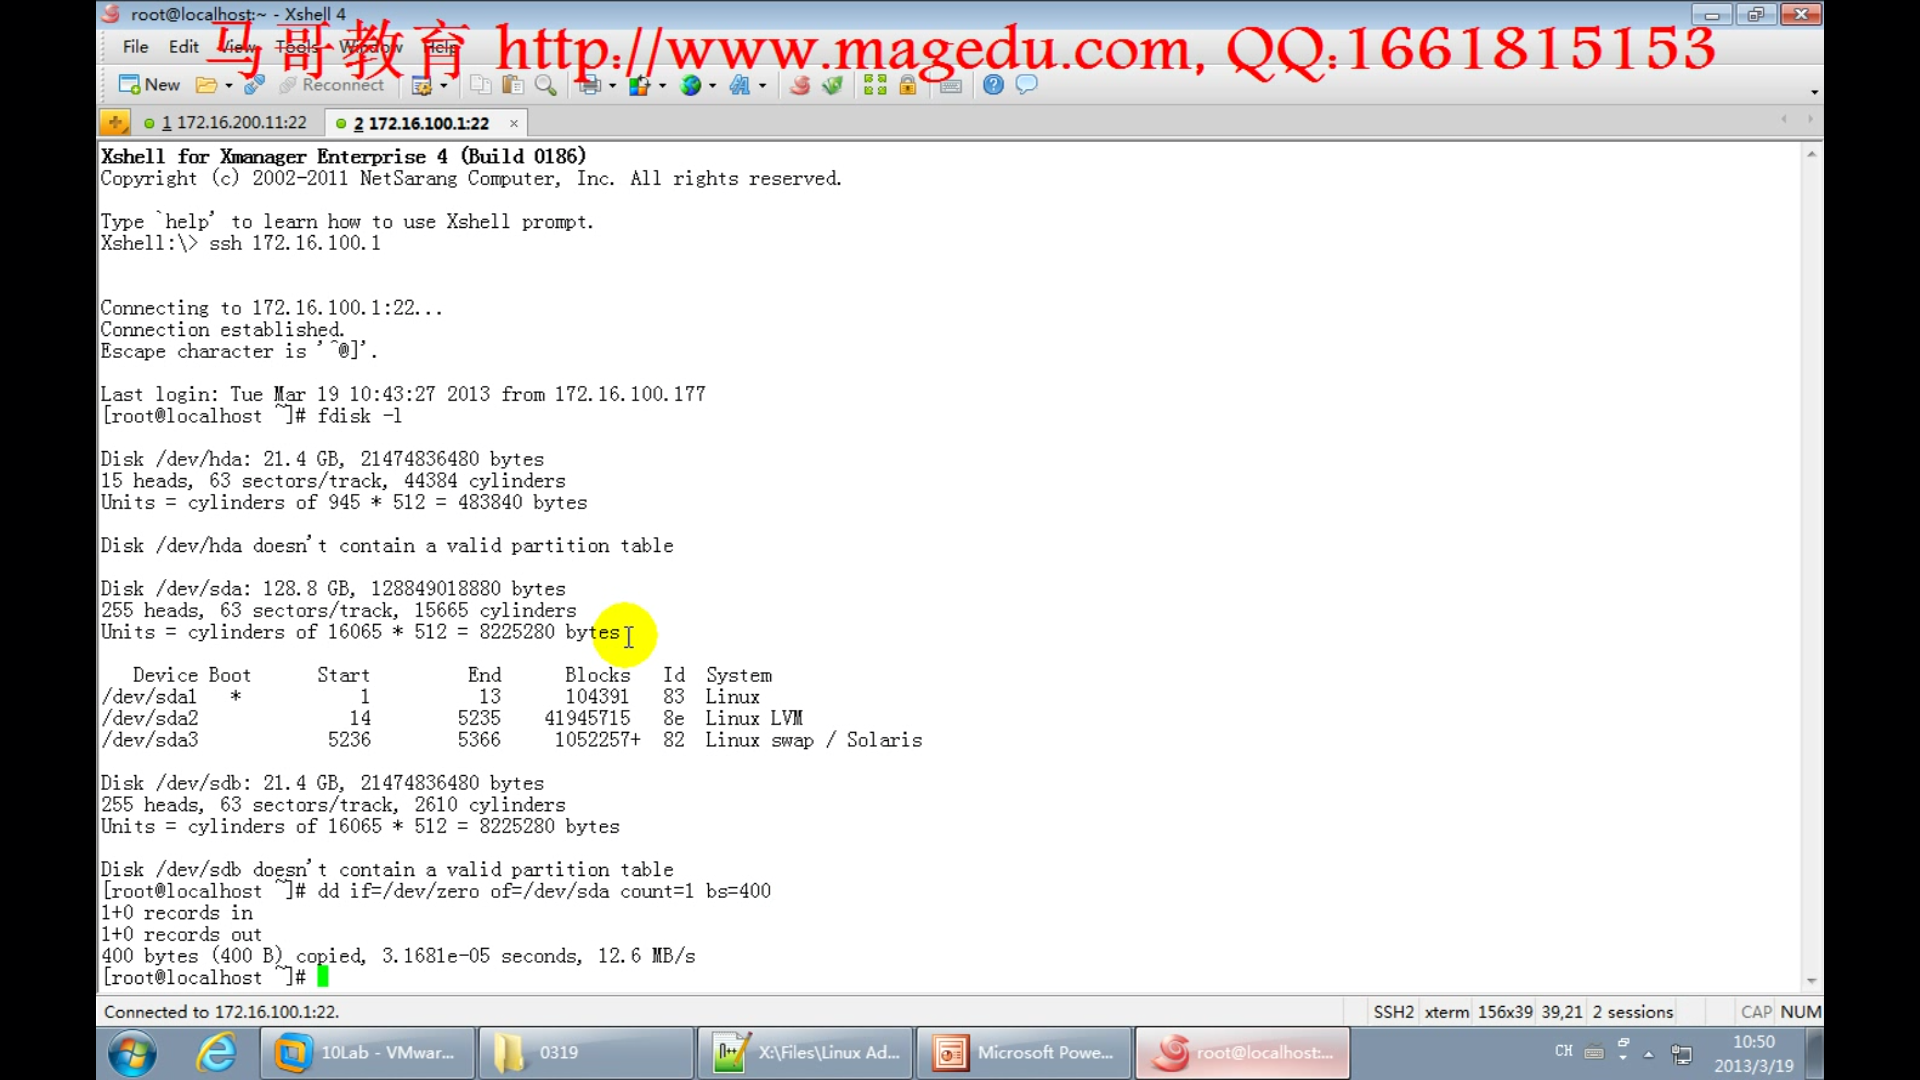 root@localhost:~ - Xshell 4
马哥教育 http://www.magedu.com, QQ:1661815153
File Edit View Tools Window Help
New Reconnect
1 172.16.200.11:22 2 172.16.100.1:22
Xshell for Xmanager Enterprise 4 (Build 0186)
Copyright (c) 2002-2011 NetSarang Computer, Inc. All rights reserved.
Type `help' to learn how to use Xshell prompt.
Xshell:\> ssh 172.16.100.1
Connecting to 172.16.100.1:22...
Connection established.
Escape character is '^@]'.
Last login: Tue Mar 19 10:43:27 2013 from 172.16.100.177
[root@localhost ~]# fdisk -l
Disk /dev/hda: 21.4 GB, 21474836480 bytes
15 heads, 63 sectors/track, 44384 cylinders
Units = cylinders of 945 * 512 = 483840 bytes
Disk /dev/hda doesn't contain a valid partition table
Disk /dev/sda: 128.8 GB, 128849018880 bytes
255 heads, 63 sectors/track, 15665 cylinders
Units = cylinders of 16065 * 512 = 8225280 bytes
Device Boot Start End Blocks Id System
/dev/sda1 * 1 13 104391 83 Linux
/dev/sda2 14 5235 41945715 8e Linux LVM
/dev/sda3 5236 5366 1052257+ 82 Linux swap / Solaris
Disk /dev/sdb: 21.4 GB, 21474836480 bytes
255 heads, 63 sectors/track, 2610 cylinders
Units = cylinders of 16065 * 512 = 8225280 bytes
Disk /dev/sdb doesn't contain a valid partition table
[root@localhost ~]# dd if=/dev/zero of=/dev/sda count=1 bs=400
1+0 records in
1+0 records out
400 bytes (400 B) copied, 3.1681e-05 seconds, 12.6 MB/s
[root@localhost ~]#
Connected to 172.16.100.1:22. SSH2 xterm 156x39 39,21 2 sessions CAP NUM
10Lab - VMwar... 0319 X:\Files\Linux Ad... Microsoft Powe... root@localhost:... CH 10:50
2013/3/19